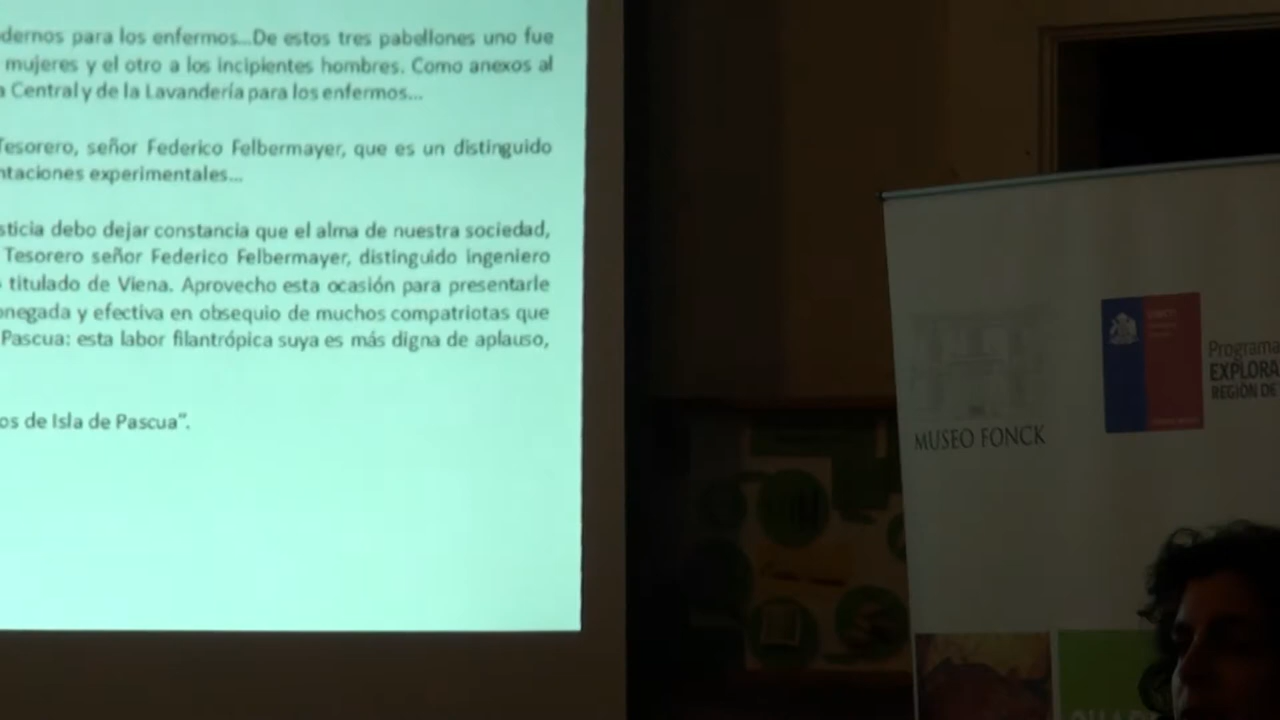 dernos para los enfermos...De estos tres pabellones uno fue
mujeres y el otro a los incipientes hombres. Como anexos al
a Central y de la Lavandería para los enfermos...
Tesorero, señor Federico Felbermayer, que es un distinguido
ntaciones experimentales...
sticia debo dejar constancia que el alma de nuestra sociedad,
Tesorero señor Federico Felbermayer, distinguido ingeniero
titulado de Viena. Aprovecho esta ocasión para presentarle
onegada y efectiva en obsequio de muchos compatriotas que
Pascua: esta labor filantrópica suya es más digna de aplauso,
os de Isla de Pascua".
MUSEO FONCK
Programa
EXPLORA
REGIÓN DE